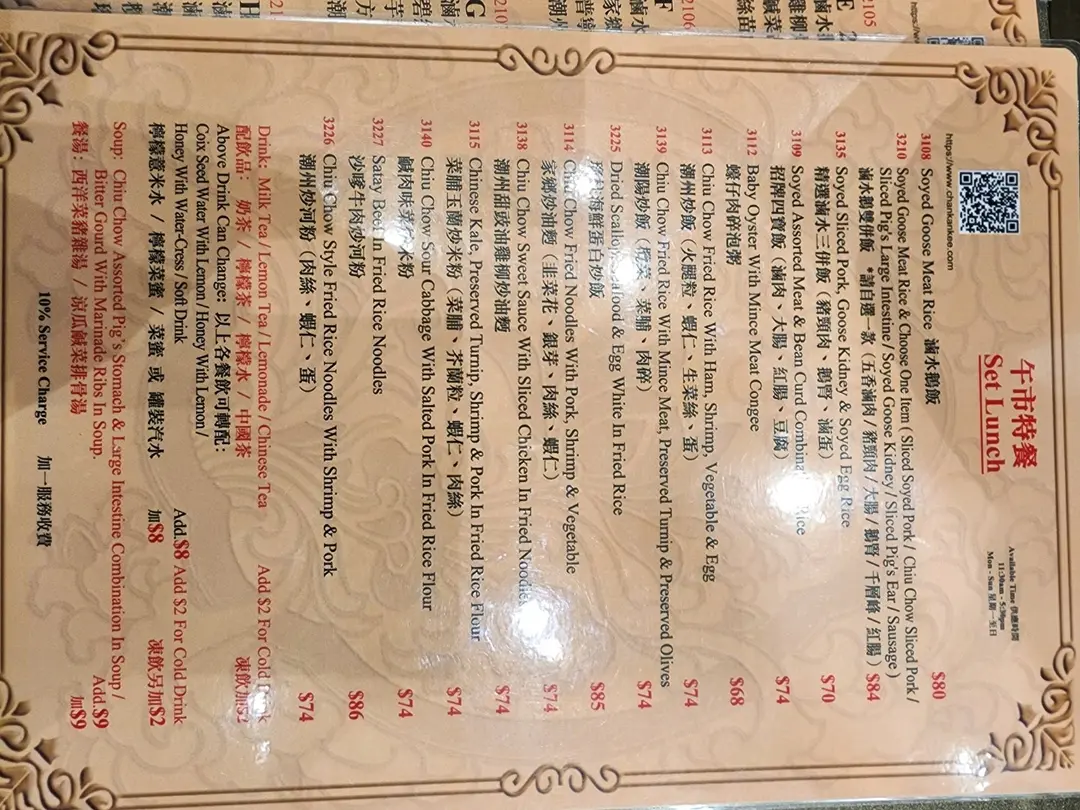 https://www.chankankee.com
午市特餐
Set Lunch
Available Time 供應時間
11:30am - 5:30pm
Mon - Sun 星期一至日
3108 Soyed Goose Meat Rice 滷水鵝飯 $80
3210 Soyed Goose Meat Rice & Choose One Item ( Sliced Soyed Pork / Chiu Chow Sliced Pork /
Sliced Pig's Large Intestine / Soyed Goose Kidney / Sliced Pig's Ear / Sausage )
滷水鵝雙併飯 *請自選一款 (五香滷肉 / 豬頸肉 / 大腸 / 鵝腎 / 千層峰 / 紅腸) $84
3135 Soyed Sliced Pork, Goose Kidney & Soyed Egg Rice
精選滷水三併飯 (豬頸肉、鵝腎、滷蛋) $70
3109 Soyed Assorted Meat & Bean Curd Combina Rice
招牌四寶飯 (滷肉、大腸、紅腸、豆腐) $74
3112 Baby Oyster With Mince Meat Congee
蠔仔肉碎泡粥 $68
3113 Chiu Chow Fried Rice With Ham, Shrimp, Vegetable & Egg
潮州炒飯 (火腿粒、蝦仁、生菜絲、蛋) $74
3139 Chiu Chow Fried Rice With Mince Meat, Preserved Turnip & Preserved Olives
潮陽炒飯 (欖菜、菜脯、肉碎) $74
3225 Dried Scallop Seafood & Egg White In Fried Rice
海鮮蛋白炒飯 $85
3114 Chiu Chow Fried Noodles With Pork, Shrimp & Vegetable
家鄉炒油麵 (韭菜花、銀芽、肉絲、蝦仁) $74
3138 Chiu Chow Sweet Sauce With Sliced Chicken In Fried Noodles
潮州甜豉油雞柳炒油麵 $74
3115 Chinese Kale, Preserved Turnip, Shrimp & Pork In Fried Rice Flour
菜脯玉蘭炒米粉 (菜脯、芥蘭粒、蝦仁、肉絲) $74
3140 Chiu Chow Sour Cabbage With Salted Pork In Fried Rice Flour
鹹肉味菜炒米粉 $74
3227 Satay Beef In Fried Rice Noodles
沙嗲牛肉炒河粉 $86
3226 Chiu Chow Style Fried Rice Noodles With Shrimp & Pork
潮州炒河粉 (肉絲、蝦仁、蛋) $74
Drink: Milk Tea / Lemon Tea / Lemonade / Chinese Tea Add $2 For Cold Drink
配飲品: 奶茶 / 檸檬茶 / 檸檬水 / 中國茶 凍飲加$2
Above Drink Can Change: 以上各餐飲可轉配:
Coix Seed Water With Lemon / Honey With Lemon /
Honey With Water-Cress / Soft Drink Add.$8 Add $2 For Cold Drink
檸檬薏米水 / 檸檬菜蜜 / 菜蜜 或 罐裝汽水 加$8 凍飲另加$2
Soup: Chiu Chow Assorted Pig's Stomach & Large Intestine Combination In Soup /
Bitter Gourd With Marinade Ribs In Soup. Add.$9
餐湯: 西洋菜豬雜湯 / 涼瓜鹹菜排骨湯 加$9
10% Service Charge 加一服務收費